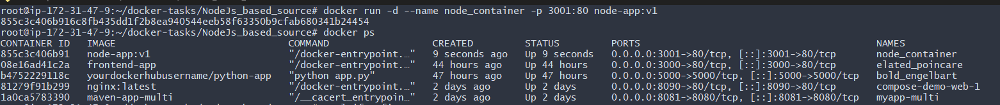 root@ip-172-31-47-9:~/docker-tasks/NodeJs_based_source# docker run -d --name node_container -p 3001:80 node-app:v1
855c3c406b916c8fb435dd1f2b8ea940544eeb58f63350b9cfab680341b24454
root@ip-172-31-47-9:~/docker-tasks/NodeJs_based_source# docker ps
CONTAINER ID   IMAGE                              COMMAND                  CREATED         STATUS         PORTS                                         NAMES
855c3c406b91   node-app:v1                        "/docker-entrypoint.…"   9 seconds ago   Up 9 seconds   0.0.0.0:3001->80/tcp, [::]:3001->80/tcp       node_container
08e16ad41c2a   frontend-app                       "/docker-entrypoint.…"   44 hours ago    Up 44 hours    0.0.0.0:3000->80/tcp, [::]:3000->80/tcp       elated_poincare
b4752229118c   yourdockerhubusername/python-app   "python app.py"          47 hours ago    Up 47 hours    0.0.0.0:5000->5000/tcp, [::]:5000->5000/tcp   bold_engelbart
81279f91b299   nginx:latest                       "/docker-entrypoint.…"   2 days ago      Up 2 days      0.0.0.0:8090->80/tcp, [::]:8090->80/tcp       compose-demo-web-1
1a0ca5783390   maven-app-multi                    "/__cacert_entrypoin…"   2 days ago      Up 2 days      0.0.0.0:8081->8080/tcp, [::]:8081->8080/tcp   myapp-multi